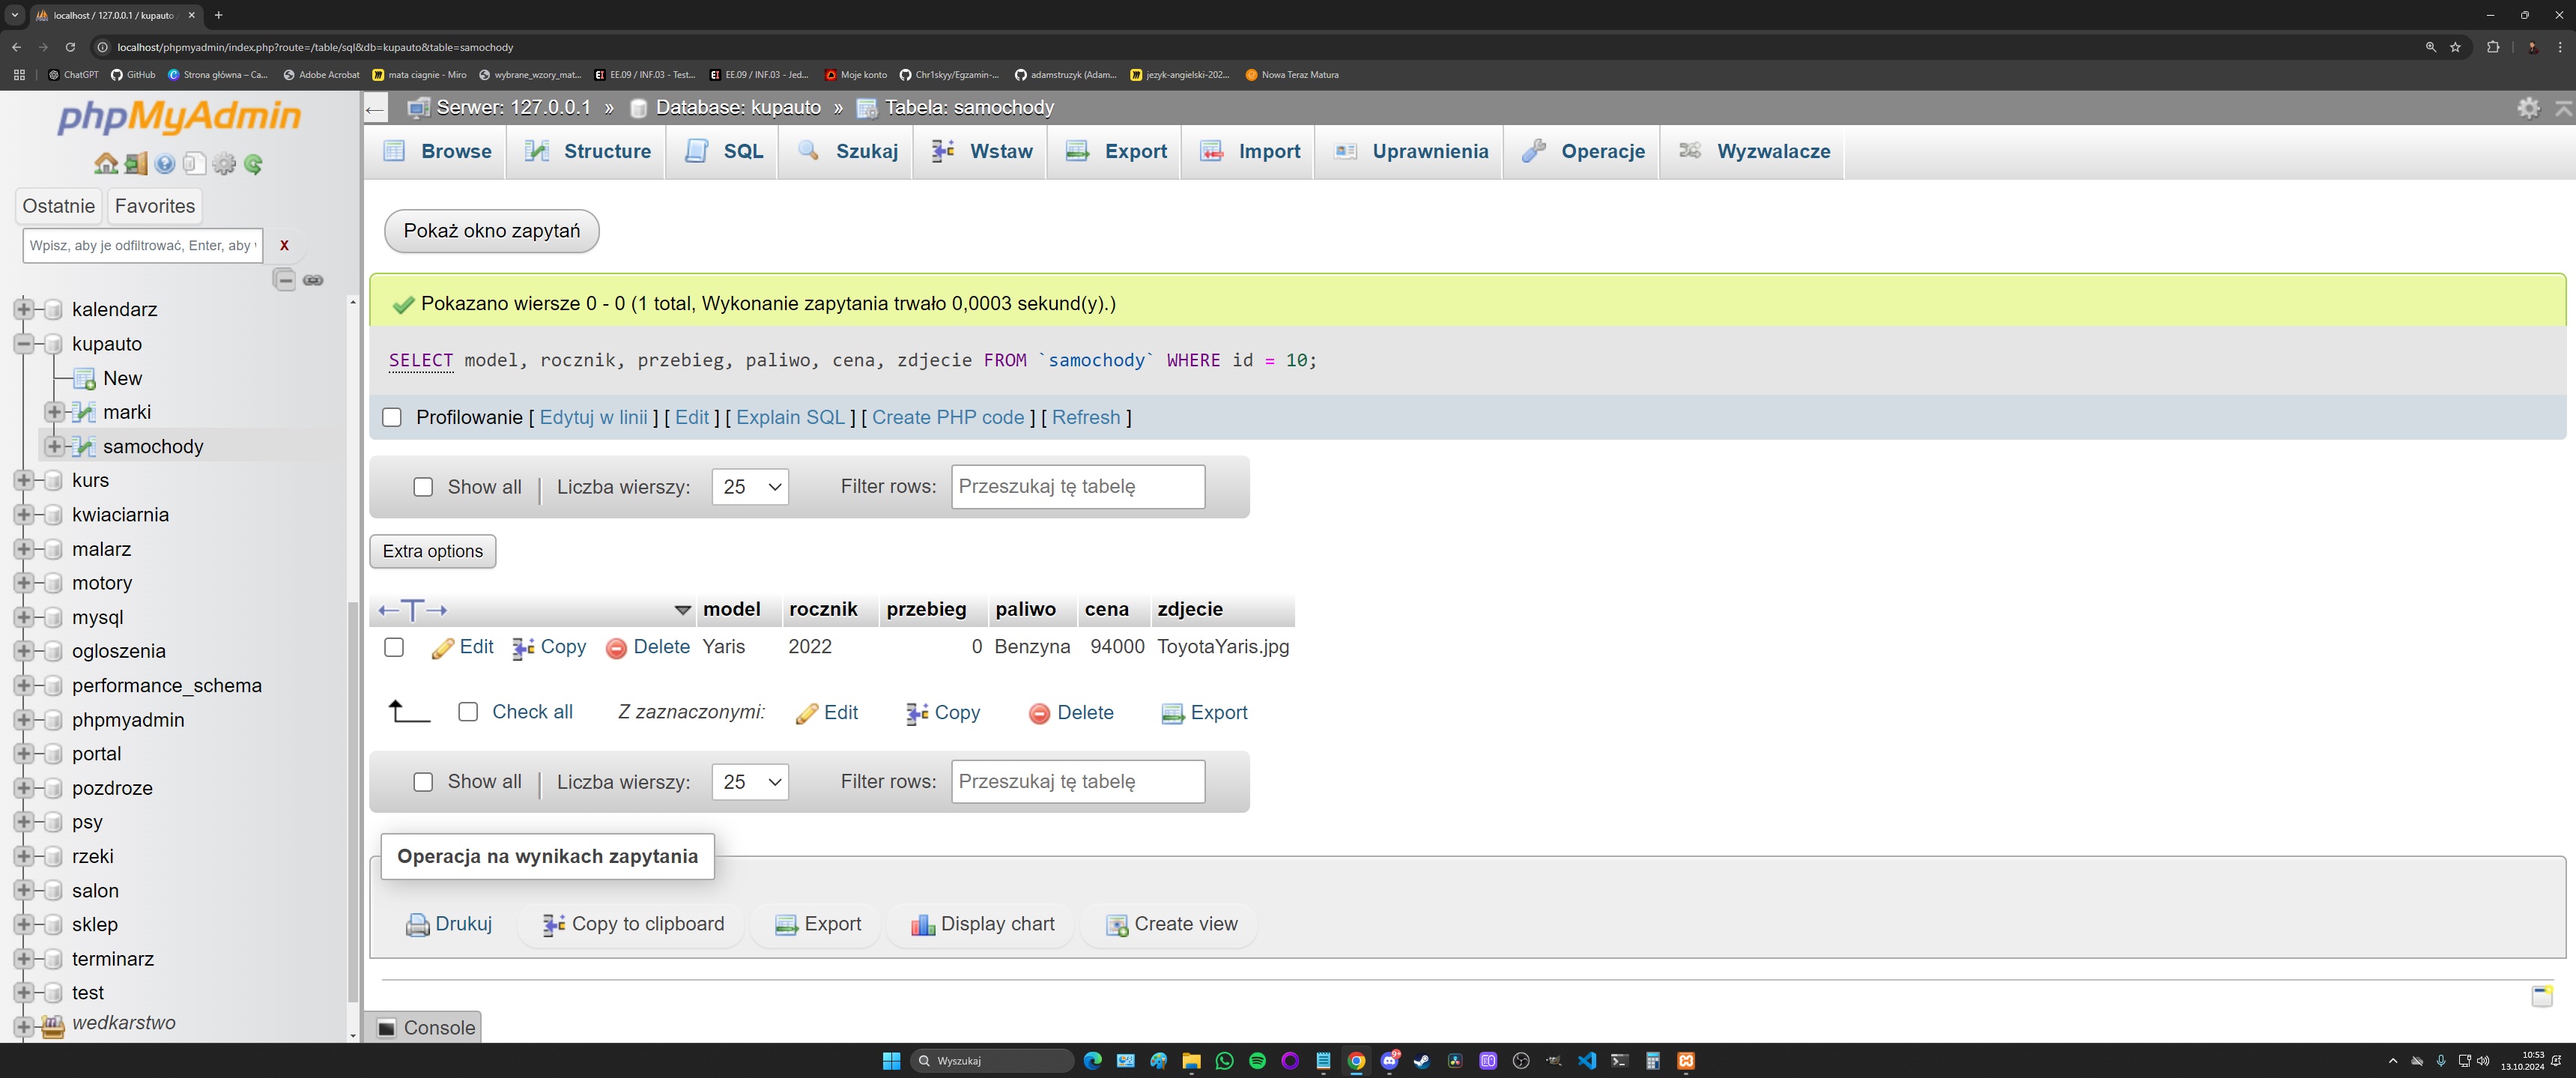 localhost / 127.0.0.1 / kupauto
localhost/phpmyadmin/index.php?route=/table/sql&db=kupauto&table=samochody
ChatGPT GitHub Strona główna – Ca... Adobe Acrobat mata ciagnie - Miro wybrane_wzory_mat... EE.09 / INF.03 - Test... EE.09 / INF.03 - Jed... Moje konto Chr1skyy/Egzamin-... adamstruzyk (Adam... jezyk-angielski-202... Nowa Teraz Matura
phpMyAdmin
Ostatnie Favorites
Wpisz, aby je odfiltrować, Enter, aby
X
kalendarz
kupauto
New
marki
samochody
kurs
kwiaciarnia
malarz
motory
mysql
ogloszenia
performance_schema
phpmyadmin
portal
pozdroze
psy
rzeki
salon
sklep
terminarz
test
wedkarstwo
Serwer: 127.0.0.1 » Database: kupauto » Tabela: samochody
Browse Structure SQL Szukaj Wstaw Export Import Uprawnienia Operacje Wyzwalacze
Pokaż okno zapytań
Pokazano wiersze 0 - 0 (1 total, Wykonanie zapytania trwało 0,0003 sekund(y).)
SELECT model, rocznik, przebieg, paliwo, cena, zdjecie FROM `samochody` WHERE id = 10;
Profilowanie [ Edytuj w linii ] [ Edit ] [ Explain SQL ] [ Create PHP code ] [ Refresh ]
Show all | Liczba wierszy: 25 Filter rows: Przeszukaj tę tabelę
Extra options
←T→ model rocznik przebieg paliwo cena zdjecie
Edit Copy Delete Yaris 2022 0 Benzyna 94000 ToyotaYaris.jpg
Check all Z zaznaczonymi: Edit Copy Delete Export
Show all | Liczba wierszy: 25 Filter rows: Przeszukaj tę tabelę
Operacja na wynikach zapytania
Drukuj Copy to clipboard Export Display chart Create view
Console
Wyszukaj
10:53
13.10.2024